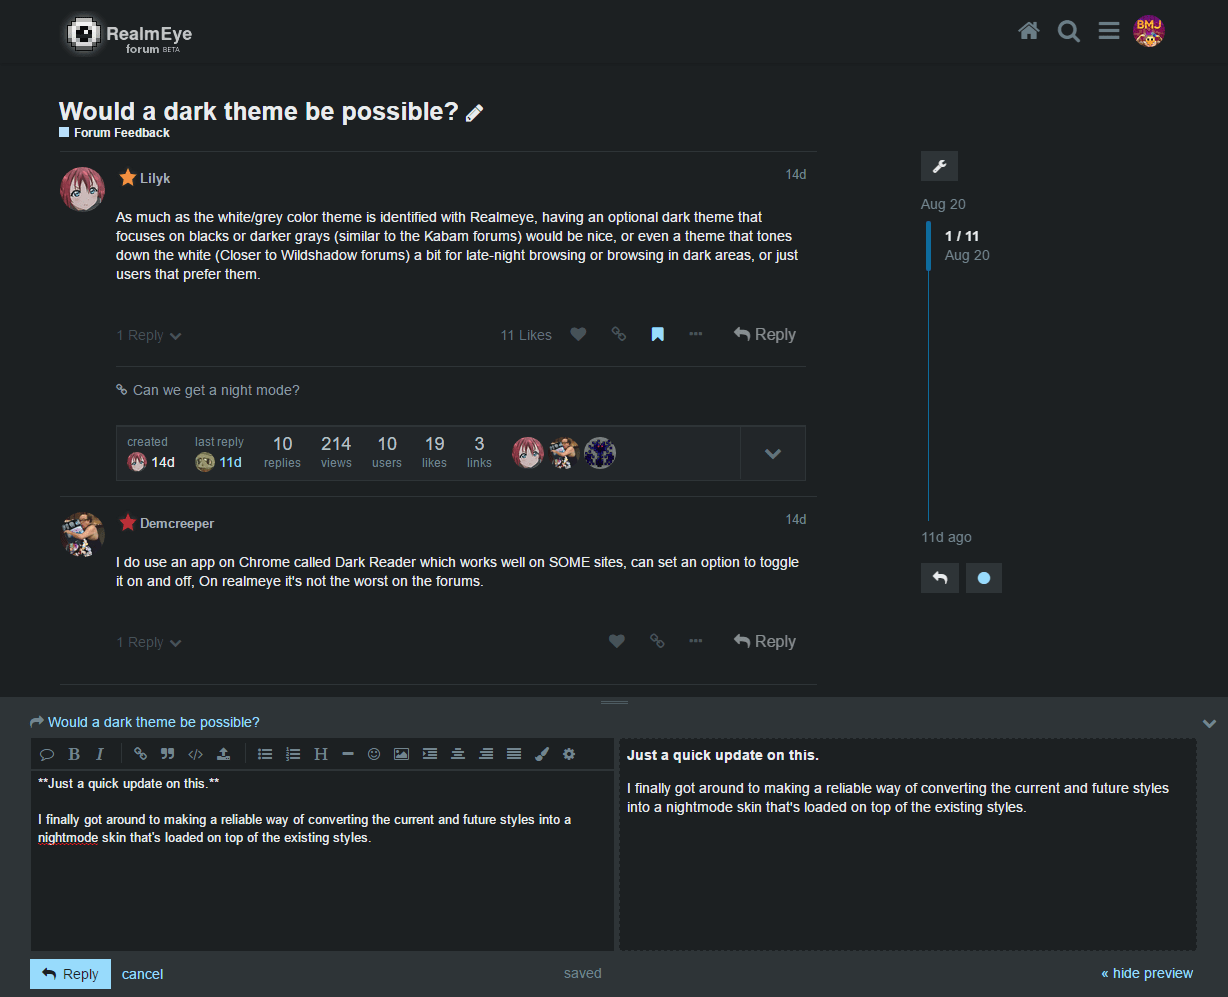 RealmEye
forum BETA
BMJ
Would a dark theme be possible?
Forum Feedback
Lilyk
14d
As much as the white/grey color theme is identified with Realmeye, having an optional dark theme that
focuses on blacks or darker grays (similar to the Kabam forums) would be nice, or even a theme that tones
down the white (Closer to Wildshadow forums) a bit for late-night browsing or browsing in dark areas, or just
users that prefer them.
1 Reply
11 Likes
Reply
Can we get a night mode?
created
14d
last reply
11d
10
replies
214
views
10
users
19
likes
3
links
Demcreeper
14d
I do use an app on Chrome called Dark Reader which works well on SOME sites, can set an option to toggle
it on and off, On realmeye it's not the worst on the forums.
1 Reply
Reply
Aug 20
1 / 11
Aug 20
11d ago
Would a dark theme be possible?
B I </> H
**Just a quick update on this.**
I finally got around to making a reliable way of converting the current and future styles into a
nightmode skin that's loaded on top of the existing styles.
Just a quick update on this.
I finally got around to making a reliable way of converting the current and future styles
into a nightmode skin that's loaded on top of the existing styles.
Reply
cancel
saved
« hide preview